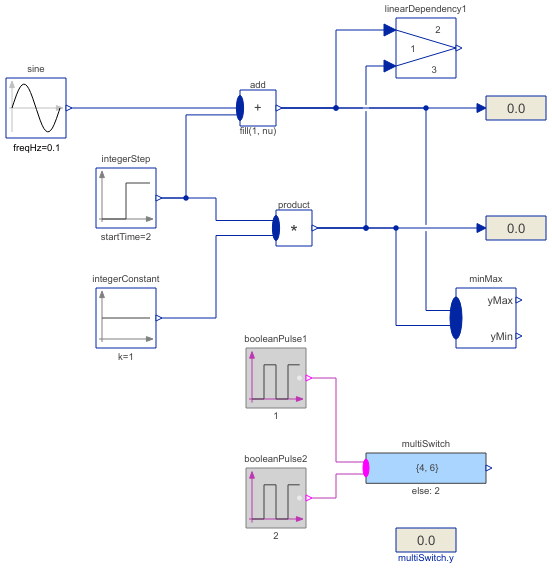 linearDependency1
2
1
3
sine
freqHz=0.1
add
+
fill(1, nu)
0.0
integerStep
startTime=2
product
*
0.0
integerConstant
k=1
minMax
yMax
yMin
booleanPulse1
1
multiSwitch
{4, 6}
else: 2
booleanPulse2
2
0.0
multiSwitch.y